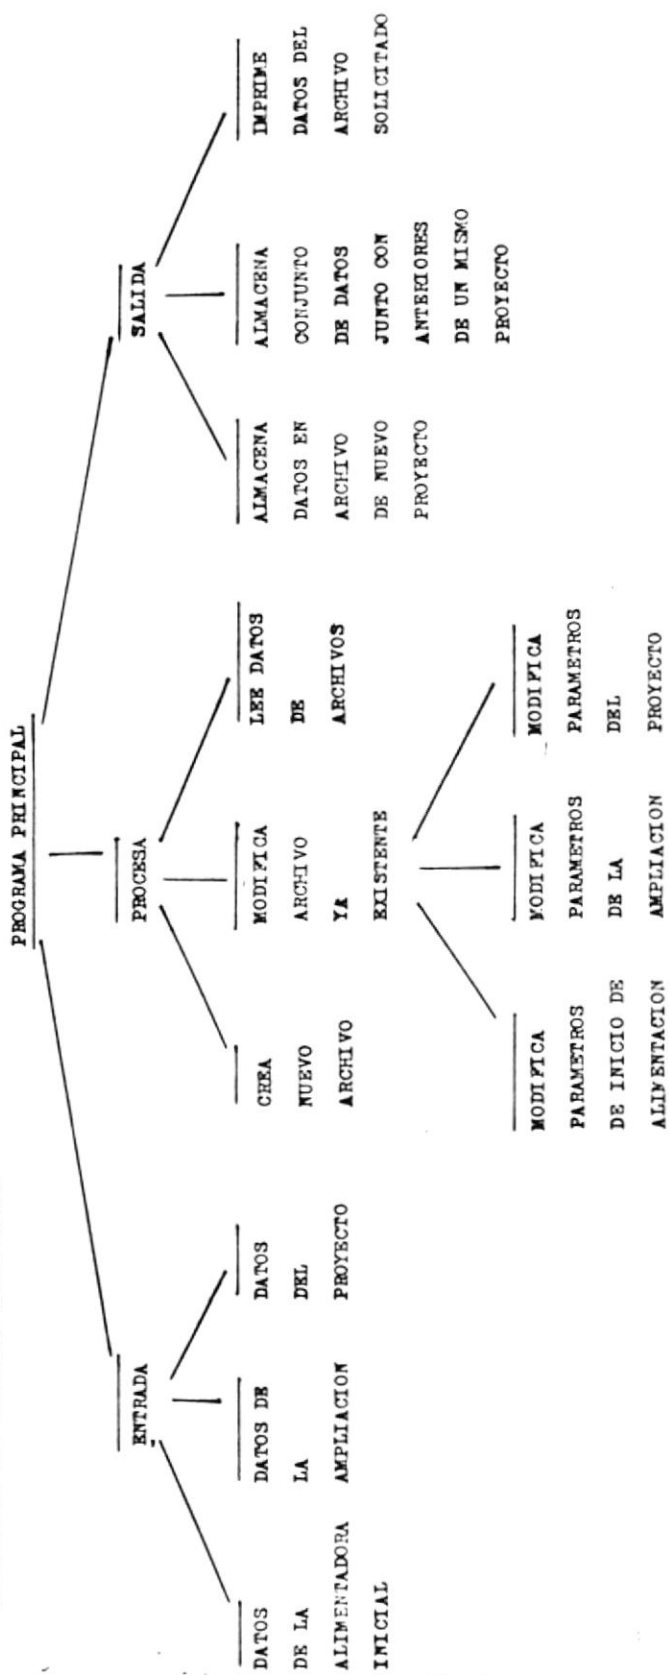 PROGRAMA PRINCIPAL
ENTRADA
PROCESA
SALIDA
DATOS
DE LA
ALIMENTADORA
INICIAL
DATOS DE
LA
AMPLIACION
DATOS
DEL
PROYECTO
CREA
NUEVO
ARCHIVO
MODIFICA
ARCHIVO
YA
EXISTENTE
LEE DATOS
DE
ARCHIVOS
ALMACENA
DATOS EN
ARCHIVO
DE NUEVO
PROYECTO
ALMACENA
CONJUNTO
DE DATOS
JUNTO CON
ANTERIORES
DE UN MISMO
PROYECTO
IMPRIME
DATOS DEL
ARCHIVO
SOLICITADO
MODIFICA
PARAMETROS
DE INICIO DE
ALIMENTACION
MODIFICA
PARAMETROS
DE LA
AMPLIACION
MODIFICA
PARAMETROS
DEL
PROYECTO